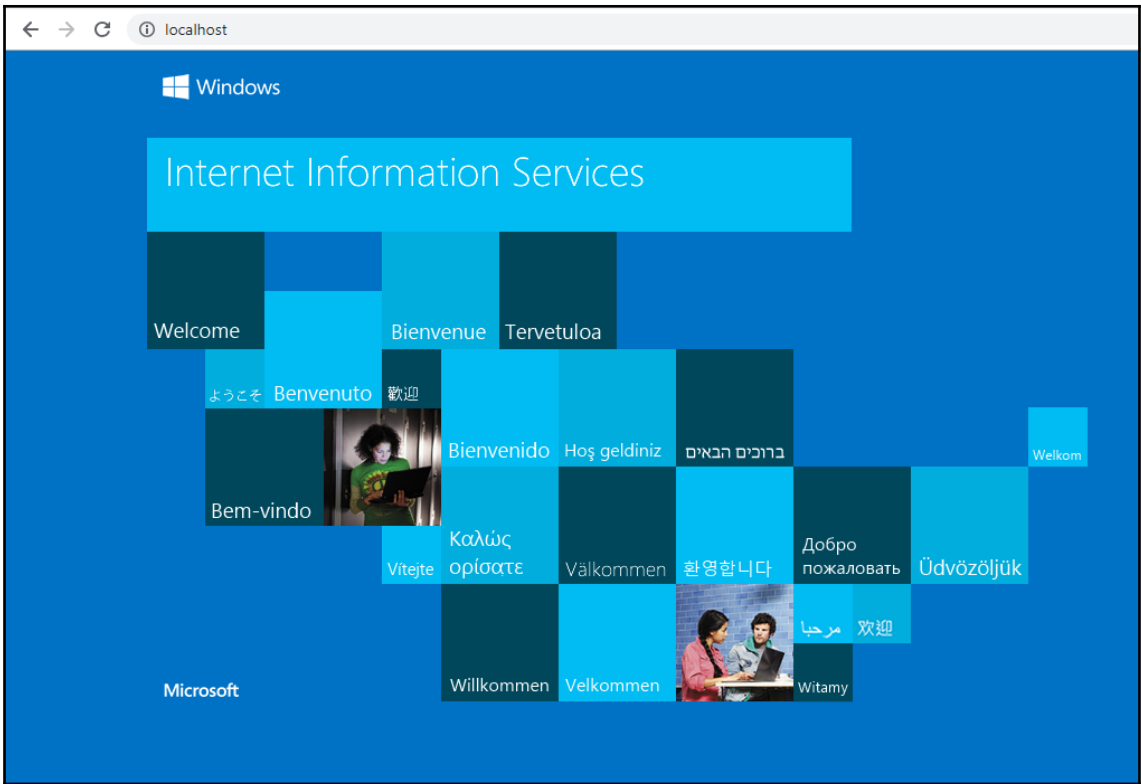 localhost
Windows
Internet Information Services
Welcome
Bienvenue
Tervetuloa
ようこそ
Benvenuto
歡迎
Bienvenido
Hoş geldiniz
ברוכים הבאים
Welkom
Bem-vindo
Vítejte
Καλώς
ορίσατε
Välkommen
환영합니다
Добро
пожаловать
Üdvözöljük
مرحبا
欢迎
Willkommen
Velkommen
Witamy
Microsoft